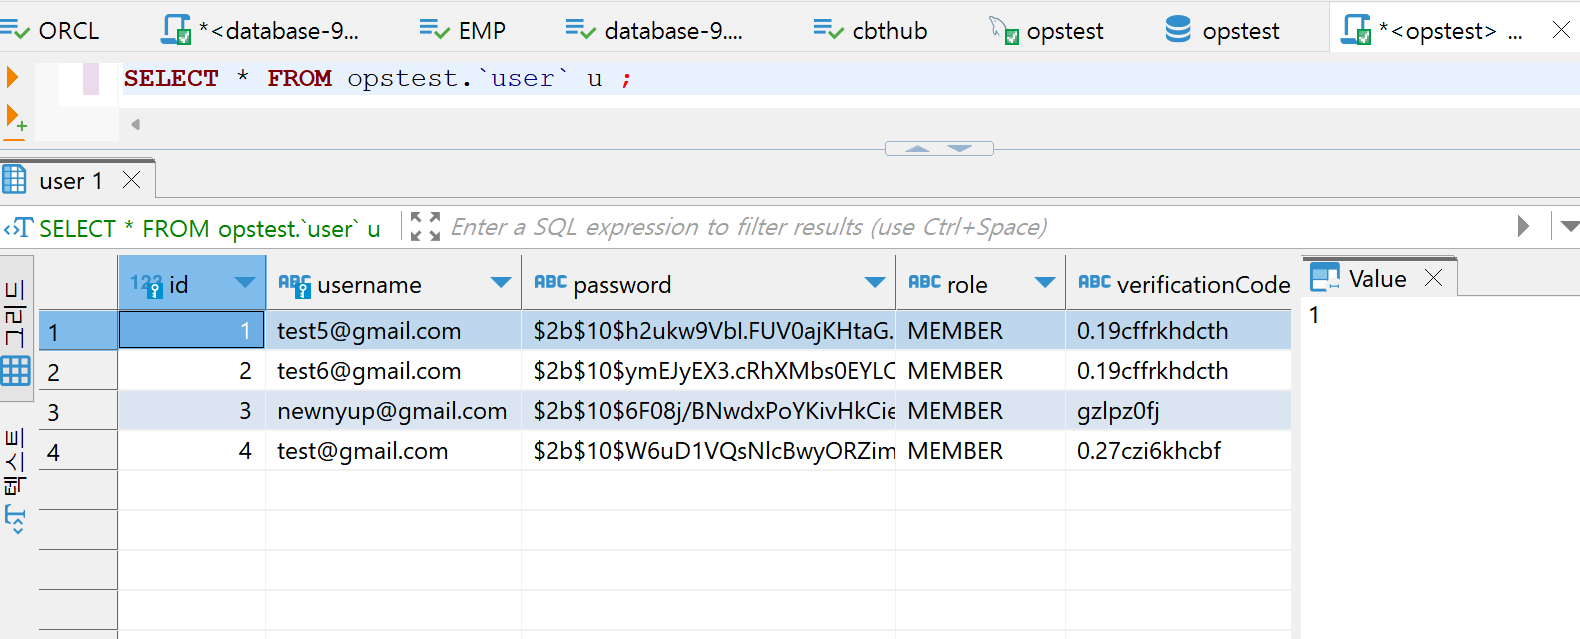 ORCL *<database-9... EMP database-9.... cbthub opstest opstest *<opstest> ...
SELECT * FROM opstest.`user` u ;
user 1
SELECT * FROM opstest.`user` u Enter a SQL expression to filter results (use Ctrl+Space)
그리드
텍스트
123 id ABC username ABC password ABC role ABC verificationCode
1 1 test5@gmail.com $2b$10$h2ukw9VbI.FUV0ajKHtaG. MEMBER 0.19cffrkhdcth
2 2 test6@gmail.com $2b$10$ymEJyEX3.cRhXMbs0EYLC MEMBER 0.19cffrkhdcth
3 3 newnyup@gmail.com $2b$10$6F08j/BNwdxPoYKivHkCie MEMBER gzlpz0fj
4 4 test@gmail.com $2b$10$W6uD1VQsNlcBwyORZim MEMBER 0.27czi6khcbf
Value
1